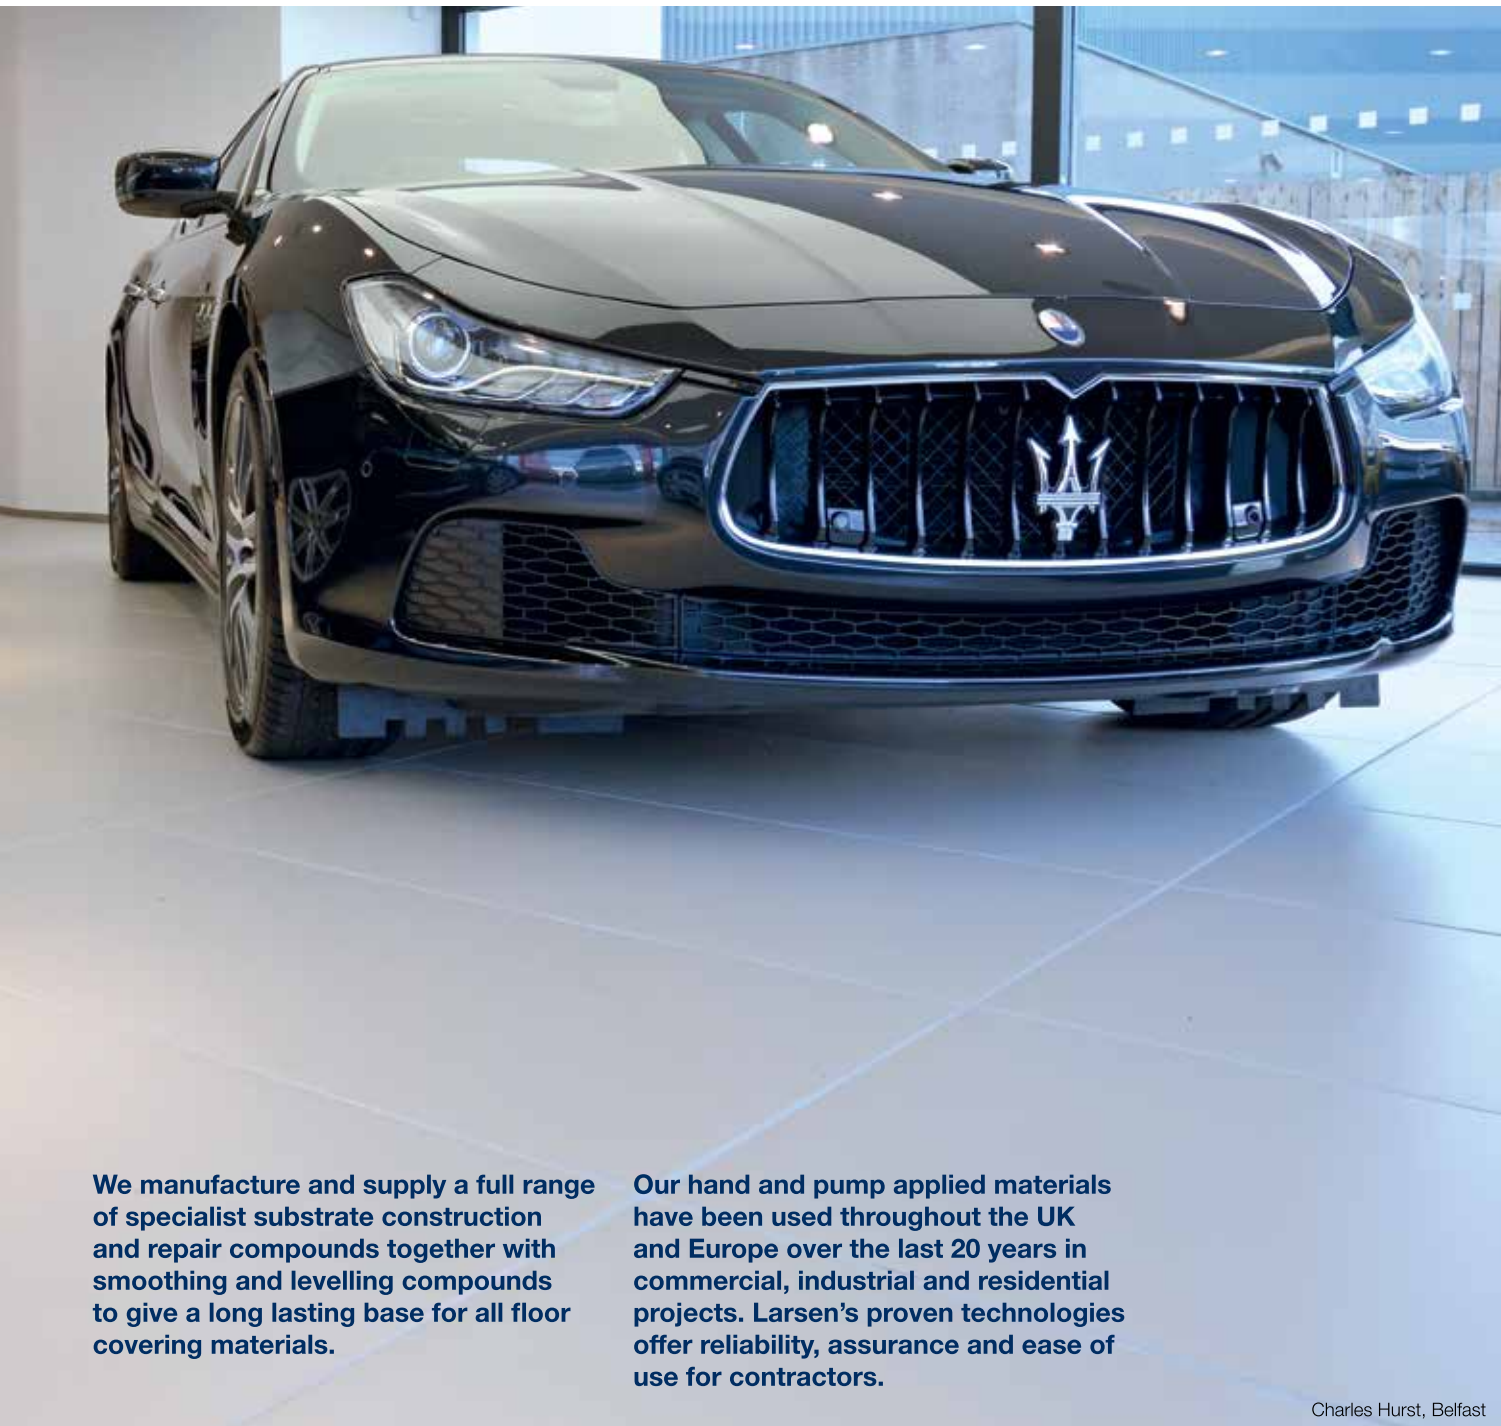 We manufacture and supply a full range
of specialist substrate construction
and repair compounds together with
smoothing and levelling compounds
to give a long lasting base for all floor
covering materials.
Our hand and pump applied materials
have been used throughout the UK
and Europe over the last 20 years in
commercial, industrial and residential
projects. Larsen’s proven technologies
offer reliability, assurance and ease of
use for contractors.
Charles Hurst, Belfast